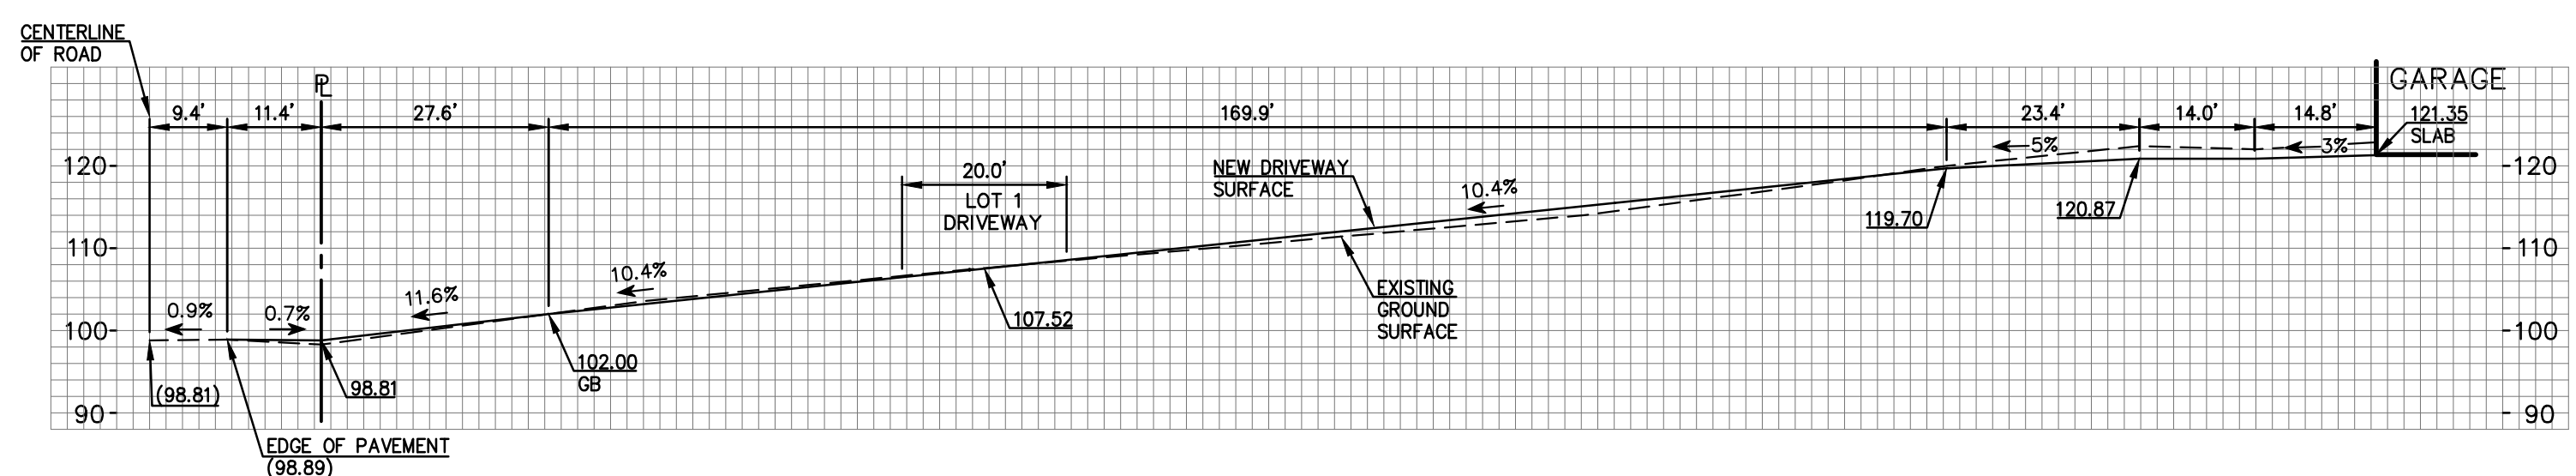 CENTERLINE
OF ROAD
PL
GARAGE
9.4'
11.4'
27.6'
169.9'
23.4'
14.0'
14.8'
121.35
SLAB
5%
3%
120
120
20.0'
LOT 1
DRIVEWAY
NEW DRIVEWAY
SURFACE
10.4%
119.70
120.87
110
110
10.4%
11.6%
EXISTING
GROUND
SURFACE
0.9%
0.7%
107.52
100
100
102.00
GB
98.81
(98.81)
90
90
EDGE OF PAVEMENT
(98.89)